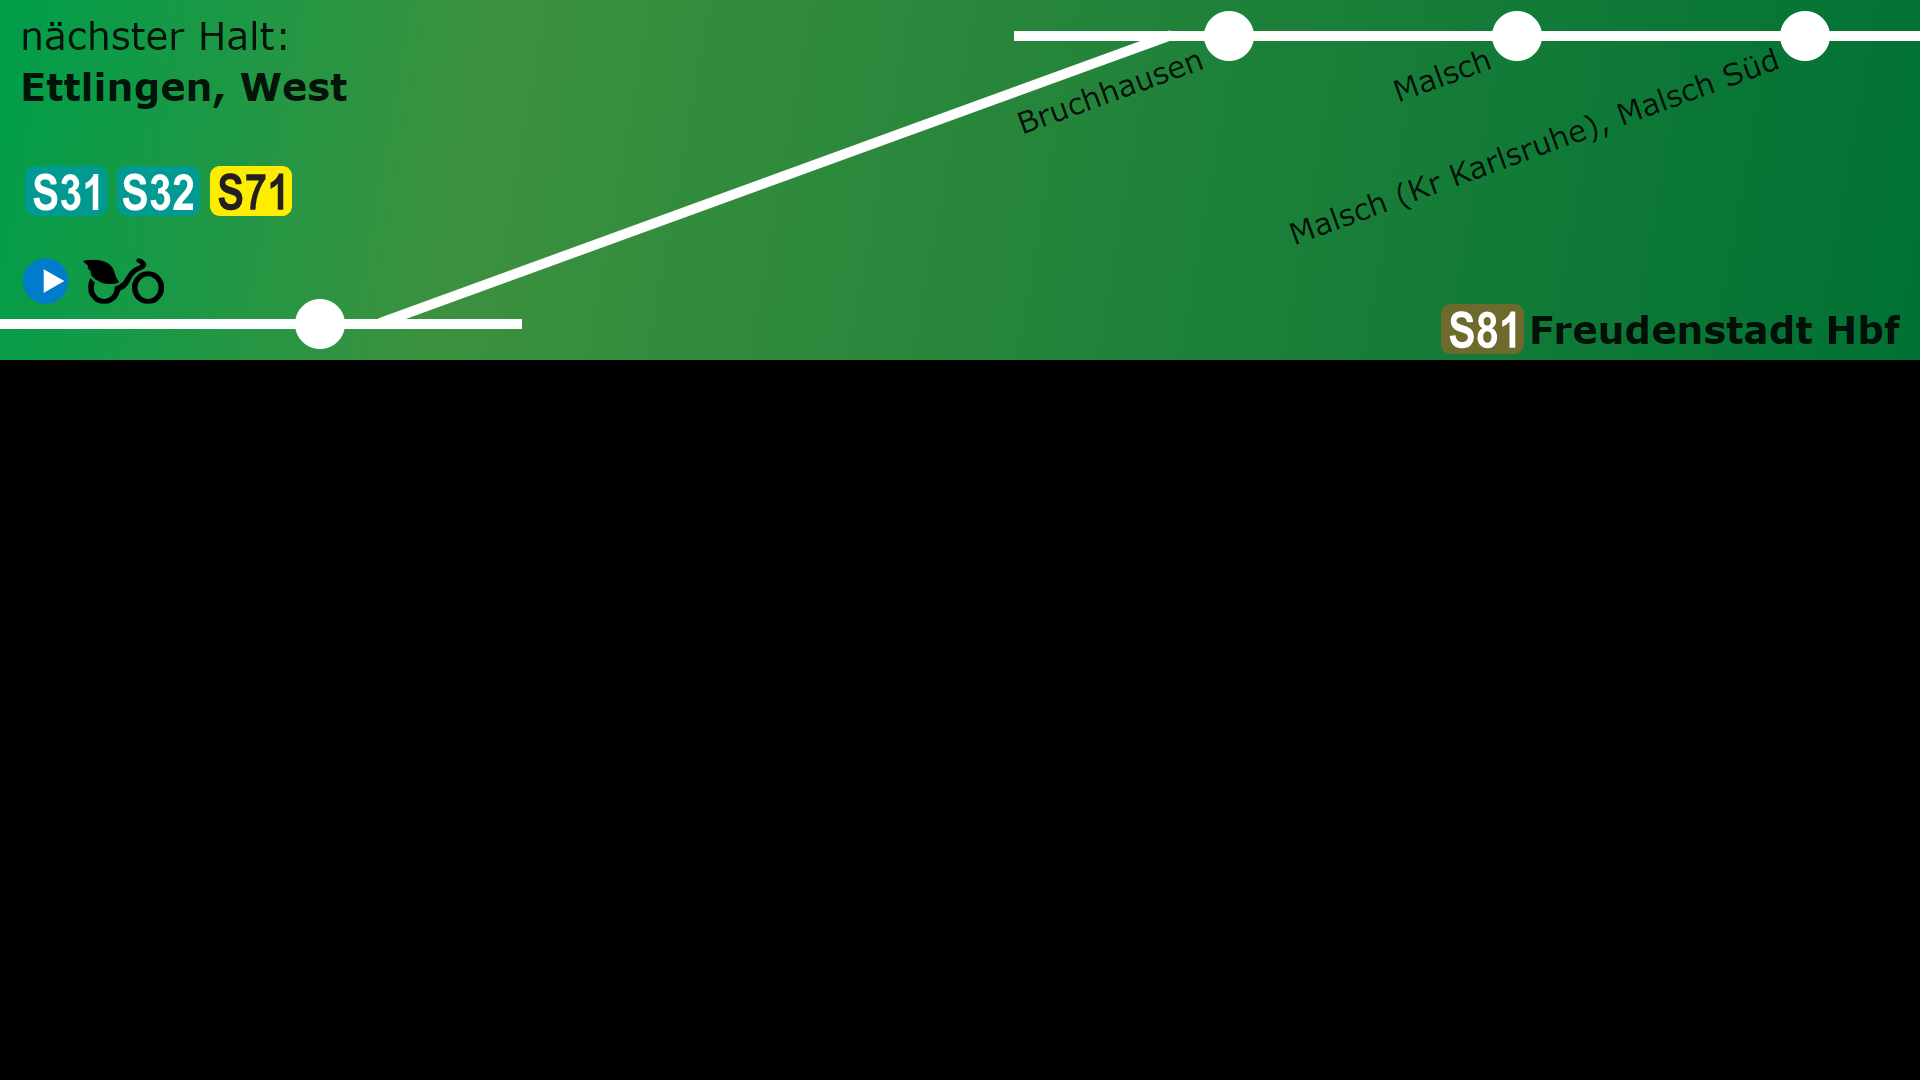 nächster Halt:
Ettlingen, West
S31 S32 S71
Bruchhausen
Malsch
Malsch (Kr Karlsruhe), Malsch Süd
S81 Freudenstadt Hbf